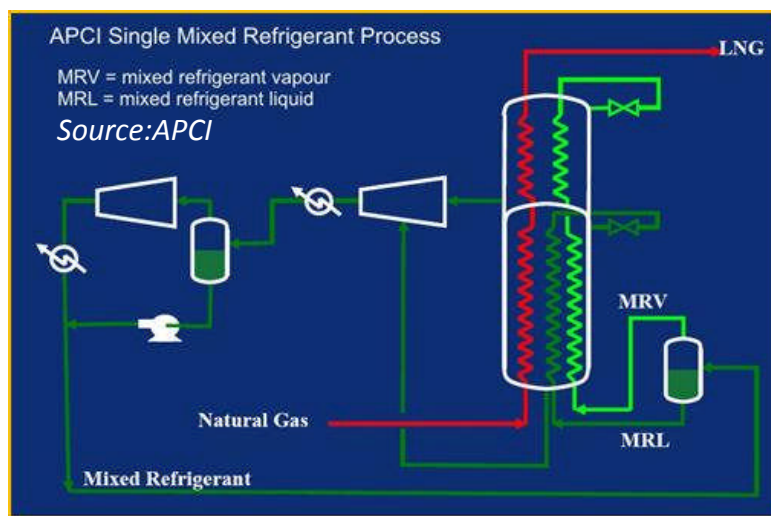 APCI Single Mixed Refrigerant Process
MRV = mixed refrigerant vapour
MRL = mixed refrigerant liquid
Source:APCI
LNG
MRV
Natural Gas
MRL
Mixed Refrigerant